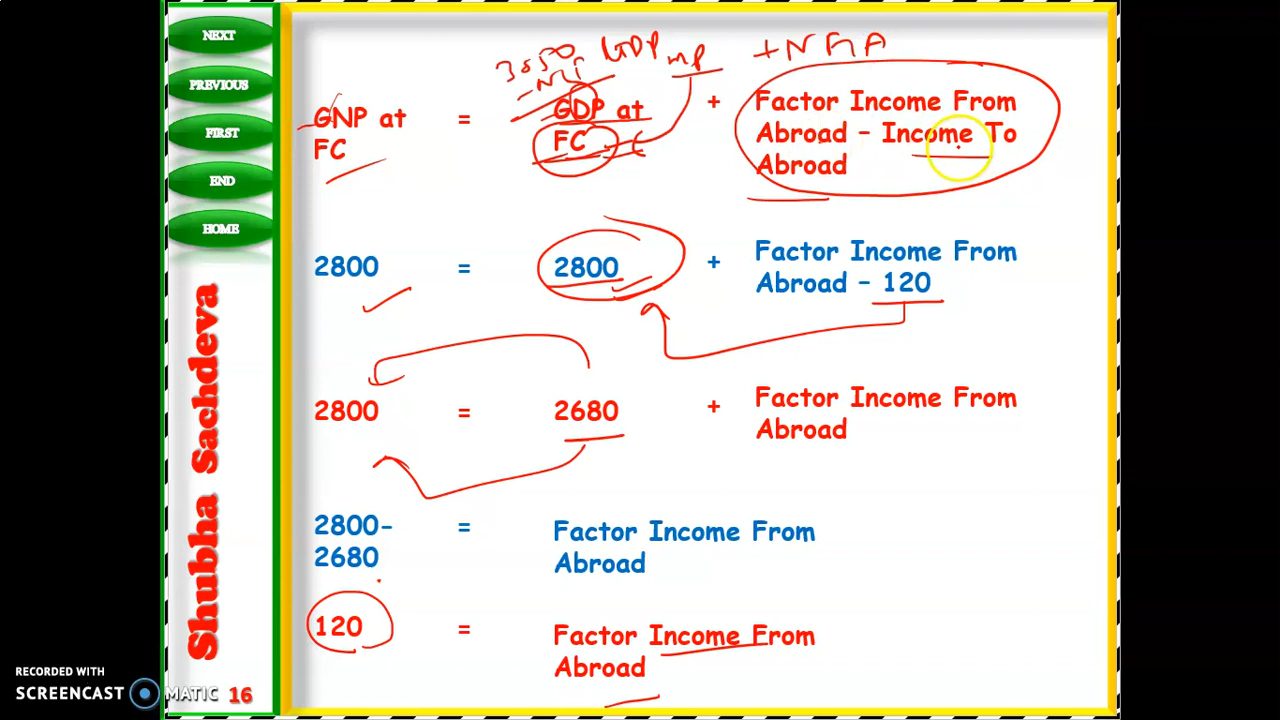 NEXT
PREVIOUS
FIRST
END
HOME
Shubha Sachdeva
GDP mp + NFIA
GNP at FC = GDP at FC + Factor Income From Abroad – Income To Abroad
2800 = 2800 + Factor Income From Abroad – 120
2800 = 2680 + Factor Income From Abroad
2800-2680 = Factor Income From Abroad
120 = Factor Income From Abroad
RECORDED WITH
SCREENCAST MATIC 16